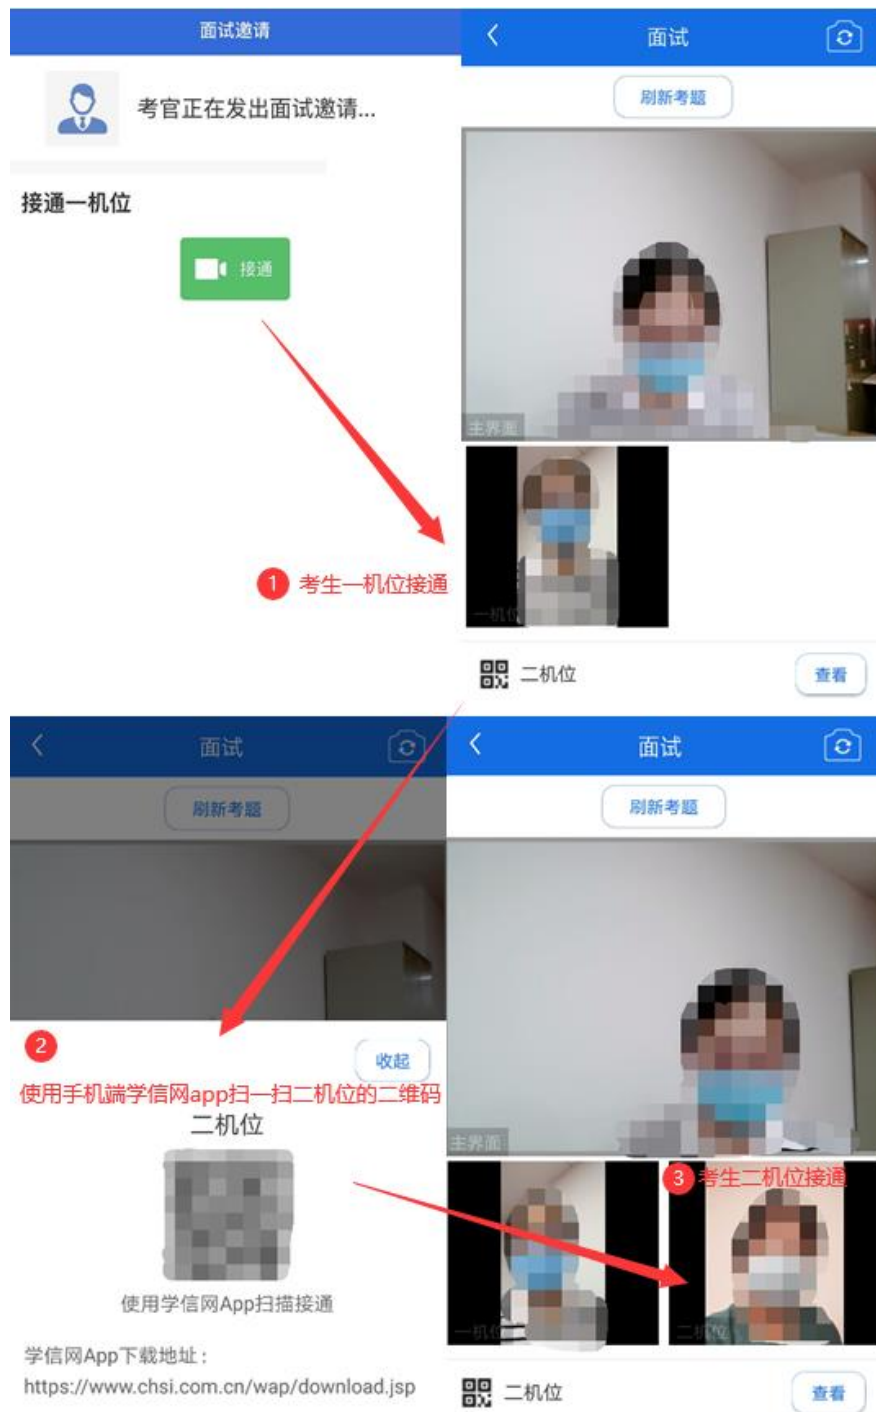 面试邀请
考官正在发出面试邀请...
接通一机位
接通
1 考生一机位接通
面试
刷新考题
主界面
一机位
二机位
查看
面试
刷新考题
2
收起
使用手机端学信网app扫一扫二机位的二维码
二机位
使用学信网App扫描接通
学信网App下载地址：
https://www.chsi.com.cn/wap/download.jsp
面试
刷新考题
主界面
3 考生二机位接通
一机位
二机位
二机位
查看